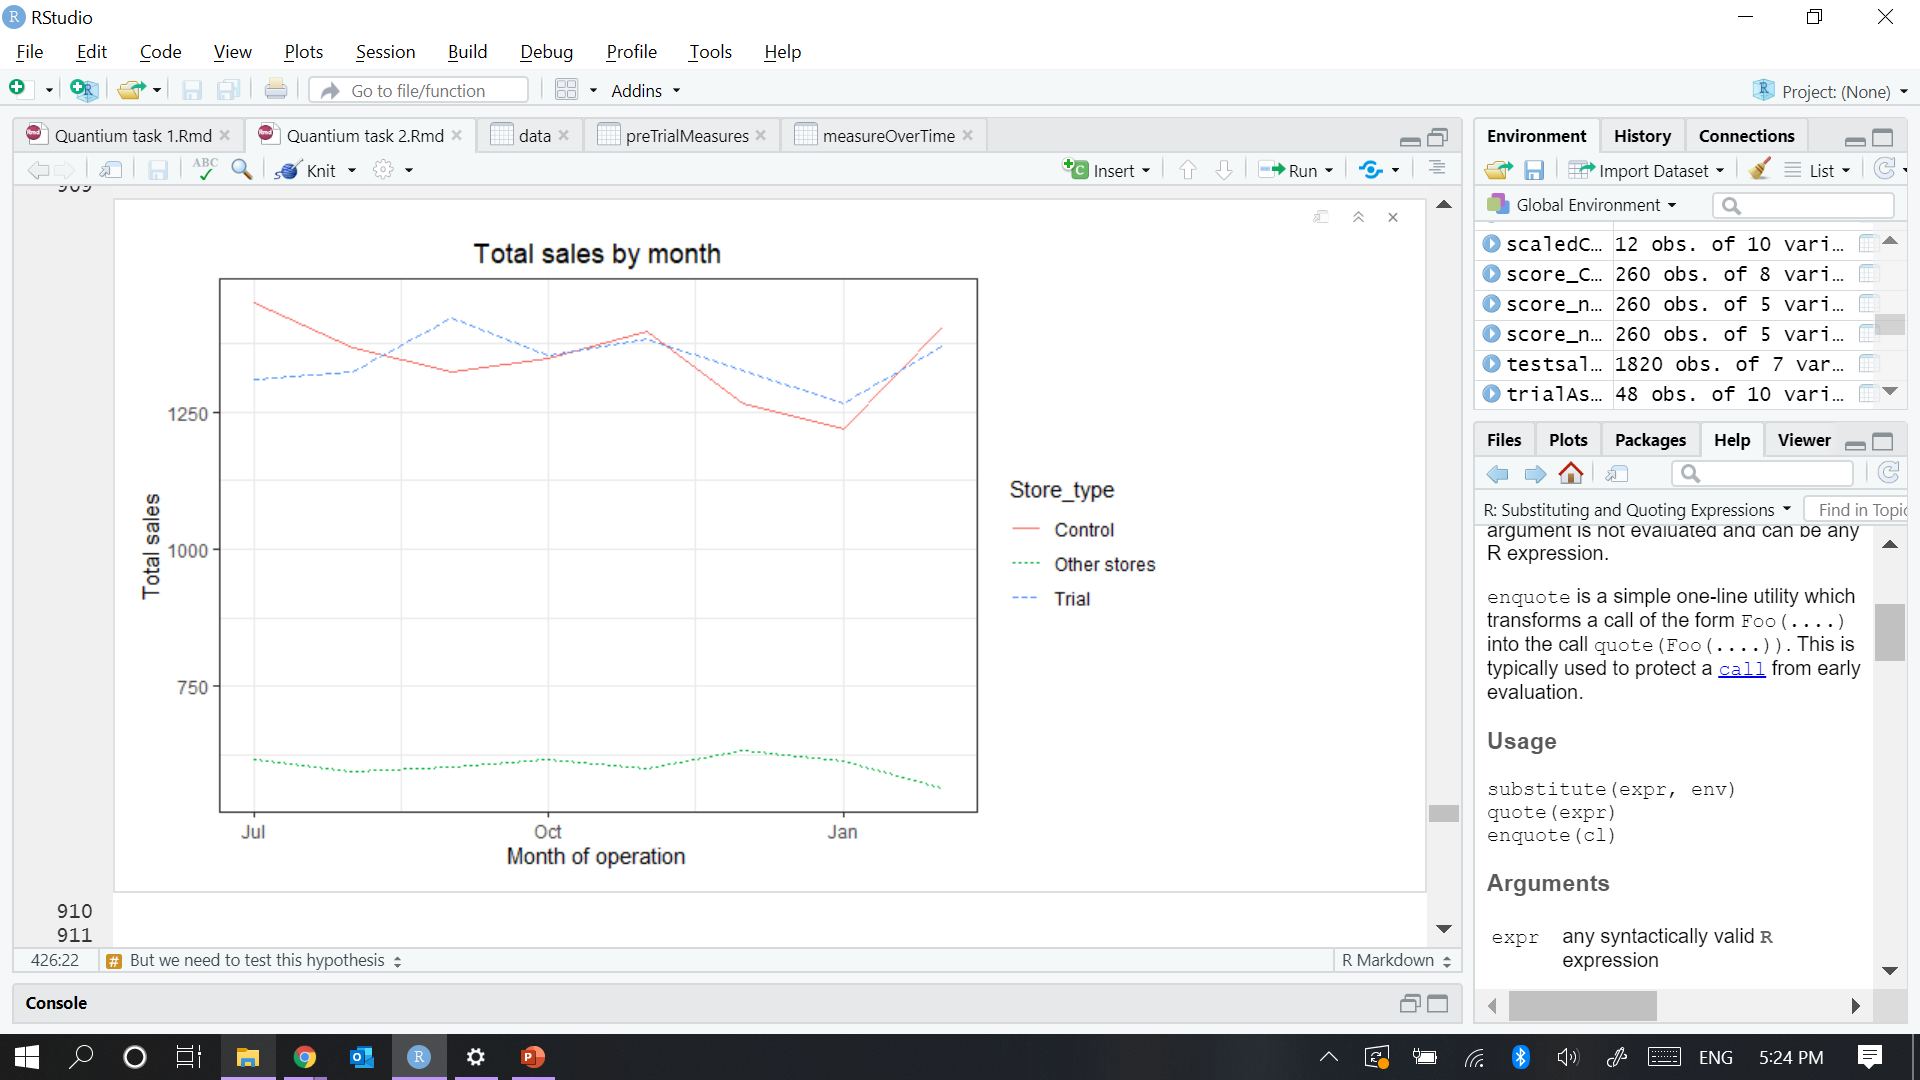 RStudio
File Edit Code View Plots Session Build Debug Profile Tools Help
Go to file/function Addins Project: (None)
Quantium task 1.Rmd Quantium task 2.Rmd data preTrialMeasures measureOverTime
ABC Knit Insert Run
Total sales by month
Total sales
1250
1000
750
Jul Oct Jan
Month of operation
Store_type
Control
Other stores
Trial
910
911
426:22 # But we need to test this hypothesis R Markdown
Console
Environment History Connections
Import Dataset List
Global Environment
scaledC... 12 obs. of 10 vari...
score_C... 260 obs. of 8 vari...
score_n... 260 obs. of 5 vari...
score_n... 260 obs. of 5 vari...
testsal... 1820 obs. of 7 var...
trialAs... 48 obs. of 10 vari...
Files Plots Packages Help Viewer
R: Substituting and Quoting Expressions Find in Topic
argument is not evaluated and can be any
R expression.
enquote is a simple one-line utility which
transforms a call of the form Foo(....)
into the call quote(Foo(....)). This is
typically used to protect a call from early
evaluation.
Usage
substitute(expr, env)
quote(expr)
enquote(cl)
Arguments
expr any syntactically valid R
expression
ENG 5:24 PM